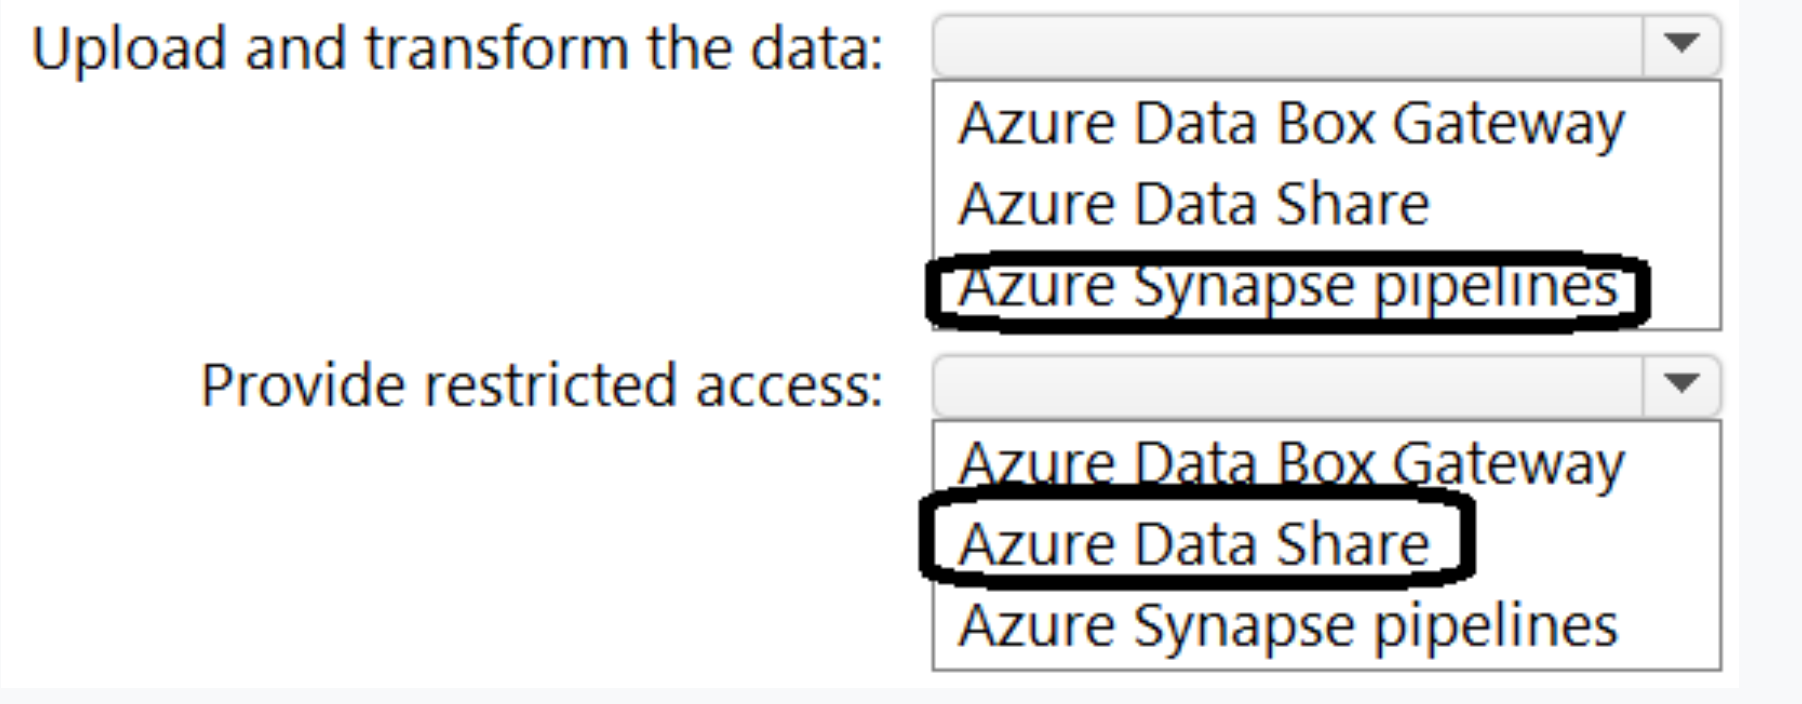 Upload and transform the data:
Azure Data Box Gateway
Azure Data Share
Azure Synapse pipelines
Provide restricted access:
Azure Data Box Gateway
Azure Data Share
Azure Synapse pipelines